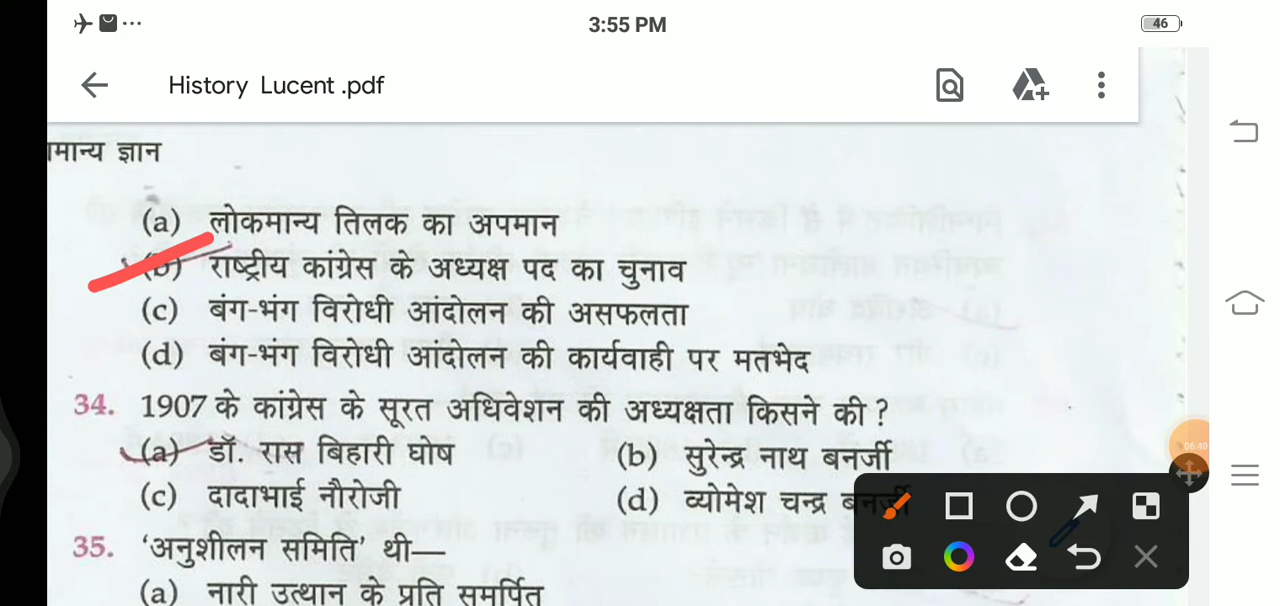 3:55 PM
46
History Lucent .pdf
मान्य ज्ञान
(a) लोकमान्य तिलक का अपमान
(b) राष्ट्रीय कांग्रेस के अध्यक्ष पद का चुनाव
(c) बंग-भंग विरोधी आंदोलन की असफलता
(d) बंग-भंग विरोधी आंदोलन की कार्यवाही पर मतभेद
34. 1907 के कांग्रेस के सूरत अधिवेशन की अध्यक्षता किसने की ?
(a) डॉ. रास बिहारी घोष (b) सुरेन्द्र नाथ बनर्जी
(c) दादाभाई नौरोजी (d) व्योमेश चन्द्र बनर्जी
35. ‘अनुशीलन समिति’ थी—
(a) नारी उत्थान के प्रति समर्पित
06:40